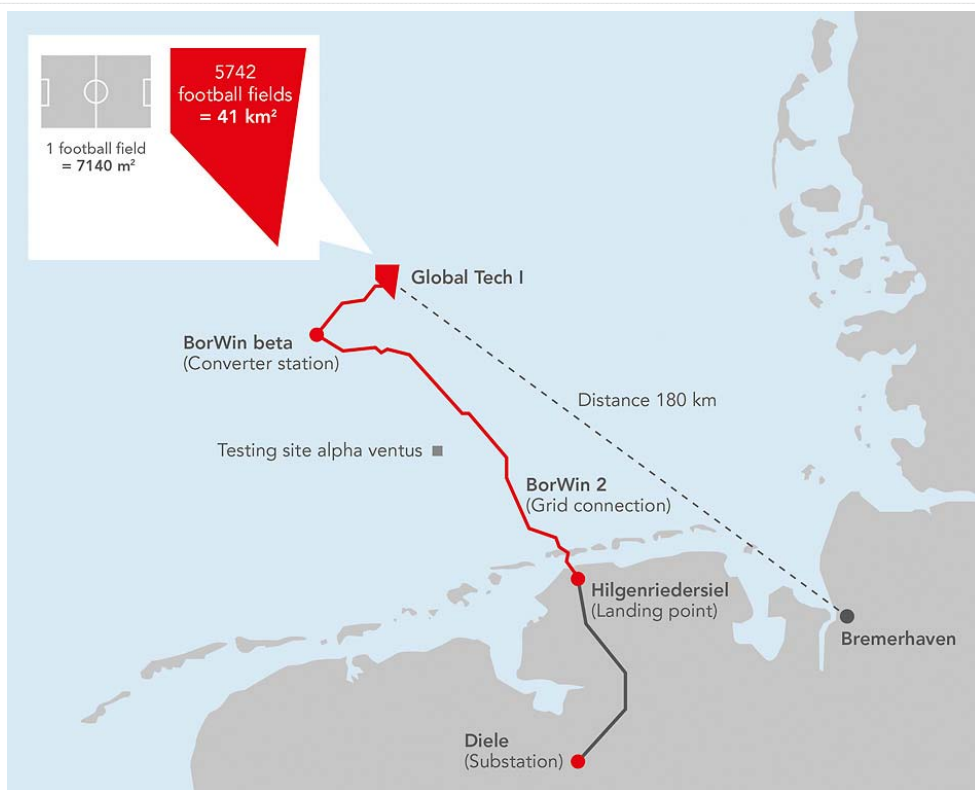 5742
football fields
= 41 km²
1 football field
= 7140 m²
Global Tech I
BorWin beta
(Converter station)
Distance 180 km
Testing site alpha ventus
BorWin 2
(Grid connection)
Hilgenriedersiel
(Landing point)
Bremerhaven
Diele
(Substation)